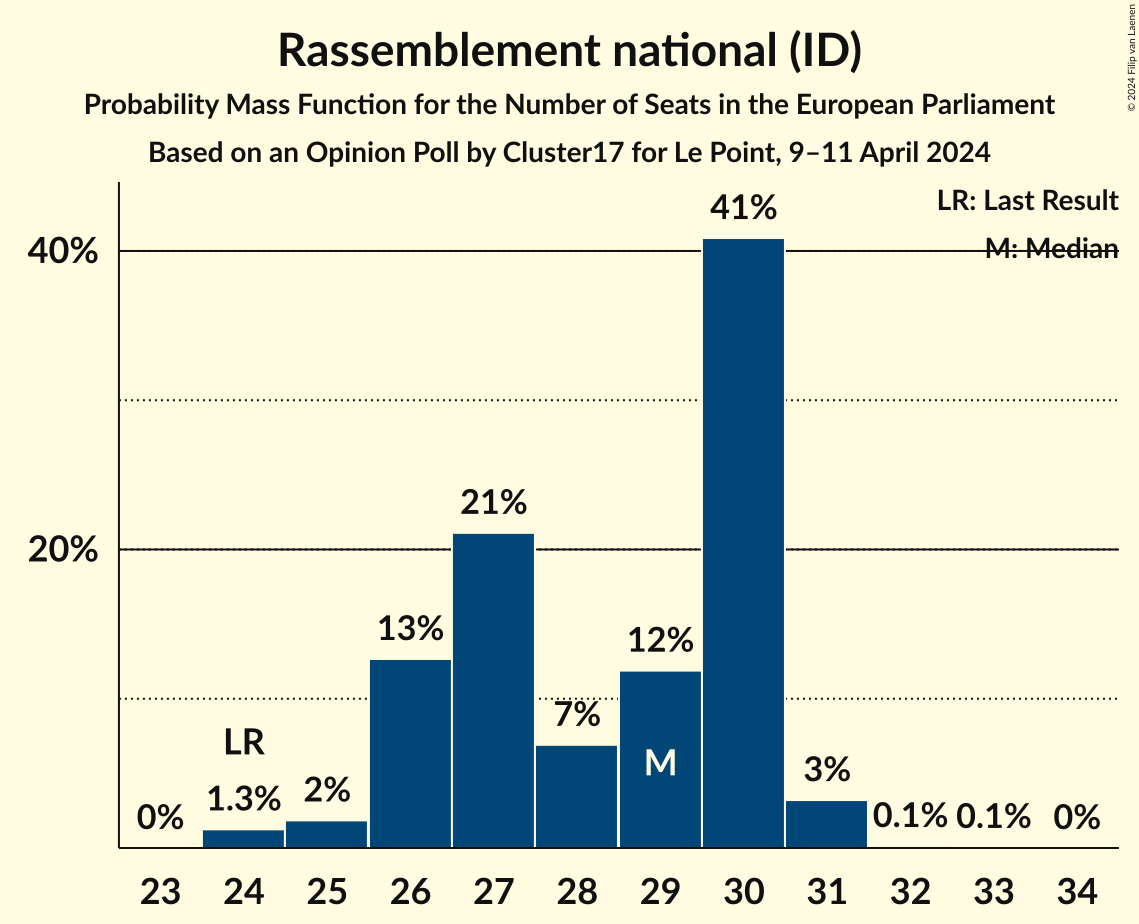 Rassemblement national (ID)
Probability Mass Function for the Number of Seats in the European Parliament
Based on an Opinion Poll by Cluster17 for Le Point, 9–11 April 2024
© 2024 Filip van Laenen
LR: Last Result
M: Median
40%
20%
0%
LR
1.3%
2%
13%
21%
7%
12%
M
41%
3%
0.1%
0.1%
0%
23 24 25 26 27 28 29 30 31 32 33 34